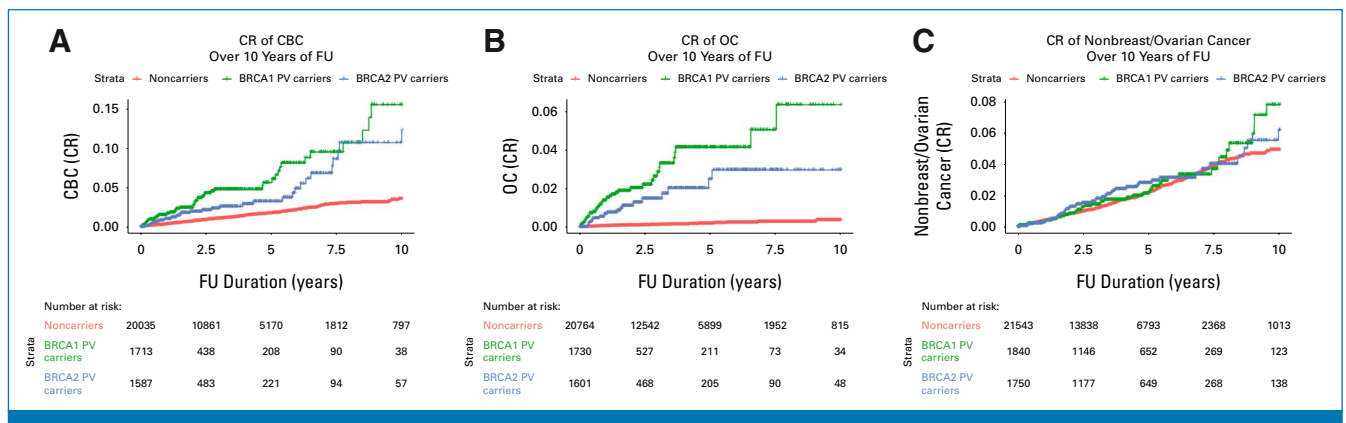 A
CR of CBC
Over 10 Years of FU
Strata Noncarriers BRCA1 PV carriers BRCA2 PV carriers
CBC (CR)
0.15
0.10
0.05
0.00
0 2.5 5 7.5 10
FU Duration (years)
Number at risk:
Strata
Noncarriers 20035 10861 5170 1812 797
BRCA1 PV
carriers 1713 438 208 90 38
BRCA2 PV
carriers 1587 483 221 94 57
B
CR of OC
Over 10 Years of FU
Strata Noncarriers BRCA1 PV carriers BRCA2 PV carriers
OC (CR)
0.06
0.04
0.02
0.00
0 2.5 5 7.5 10
FU Duration (years)
Number at risk:
Strata
Noncarriers 20764 12542 5899 1952 815
BRCA1 PV
carriers 1730 527 211 73 34
BRCA2 PV
carriers 1601 468 205 90 48
C
CR of Nonbreast/Ovarian Cancer
Over 10 Years of FU
Strata Noncarriers BRCA1 PV carriers BRCA2 PV carriers
Nonbreast/Ovarian
Cancer (CR)
0.08
0.06
0.04
0.02
0.00
0 2.5 5 7.5 10
FU Duration (years)
Number at risk:
Strata
Noncarriers 21543 13838 6793 2368 1013
BRCA1 PV
carriers 1840 1146 652 269 123
BRCA2 PV
carriers 1750 1177 649 268 138